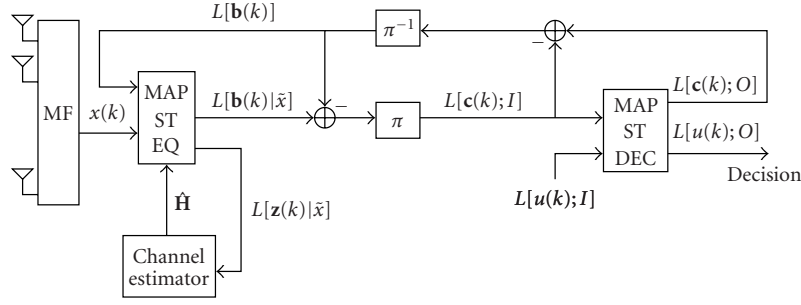 L[b(k)]
π⁻¹
−
MF
x(k)
MAP
ST
EQ
L[b(k)|x̃]
−
π
L[c(k); I]
MAP
ST
DEC
L[c(k); O]
L[u(k); O]
Decision
L[u(k); I]
Ĥ
L[z(k)|x̃]
Channel
estimator